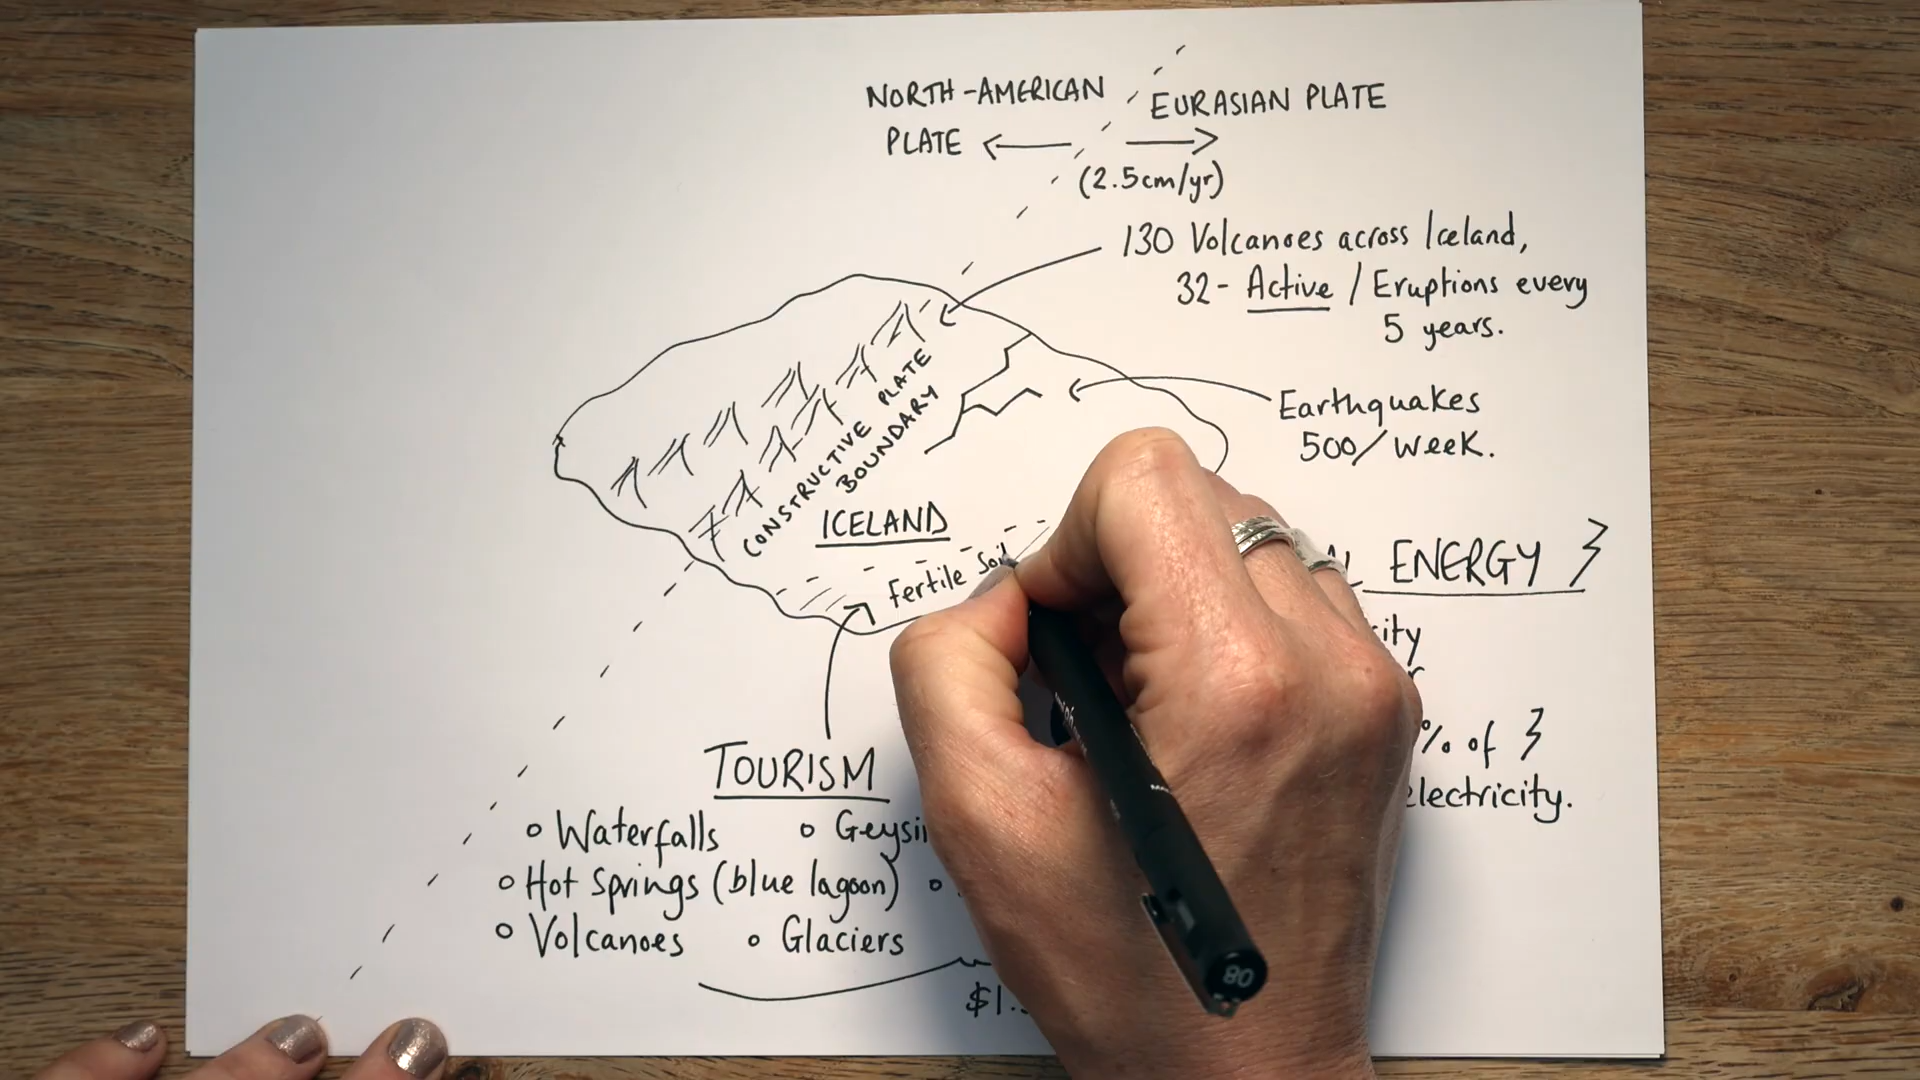 NORTH-AMERICAN
PLATE
EURASIAN PLATE
(2.5cm/yr)
130 Volcanoes across Iceland,
32- Active / Eruptions every
5 years.
Earthquakes
500/week.
CONSTRUCTIVE PLATE
BOUNDARY
ICELAND
Fertile Soil
ENERGY
% of
electricity.
TOURISM
Waterfalls
Hot Springs (blue lagoon)
Volcanoes
Glaciers
$1.
08